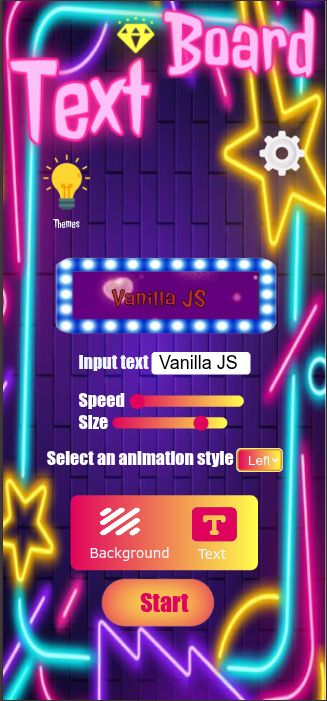 Text Board
Themes
Vanilla JS
Input text Vanilla JS
Speed
Size
Select an animation style Left
Background Text
Start